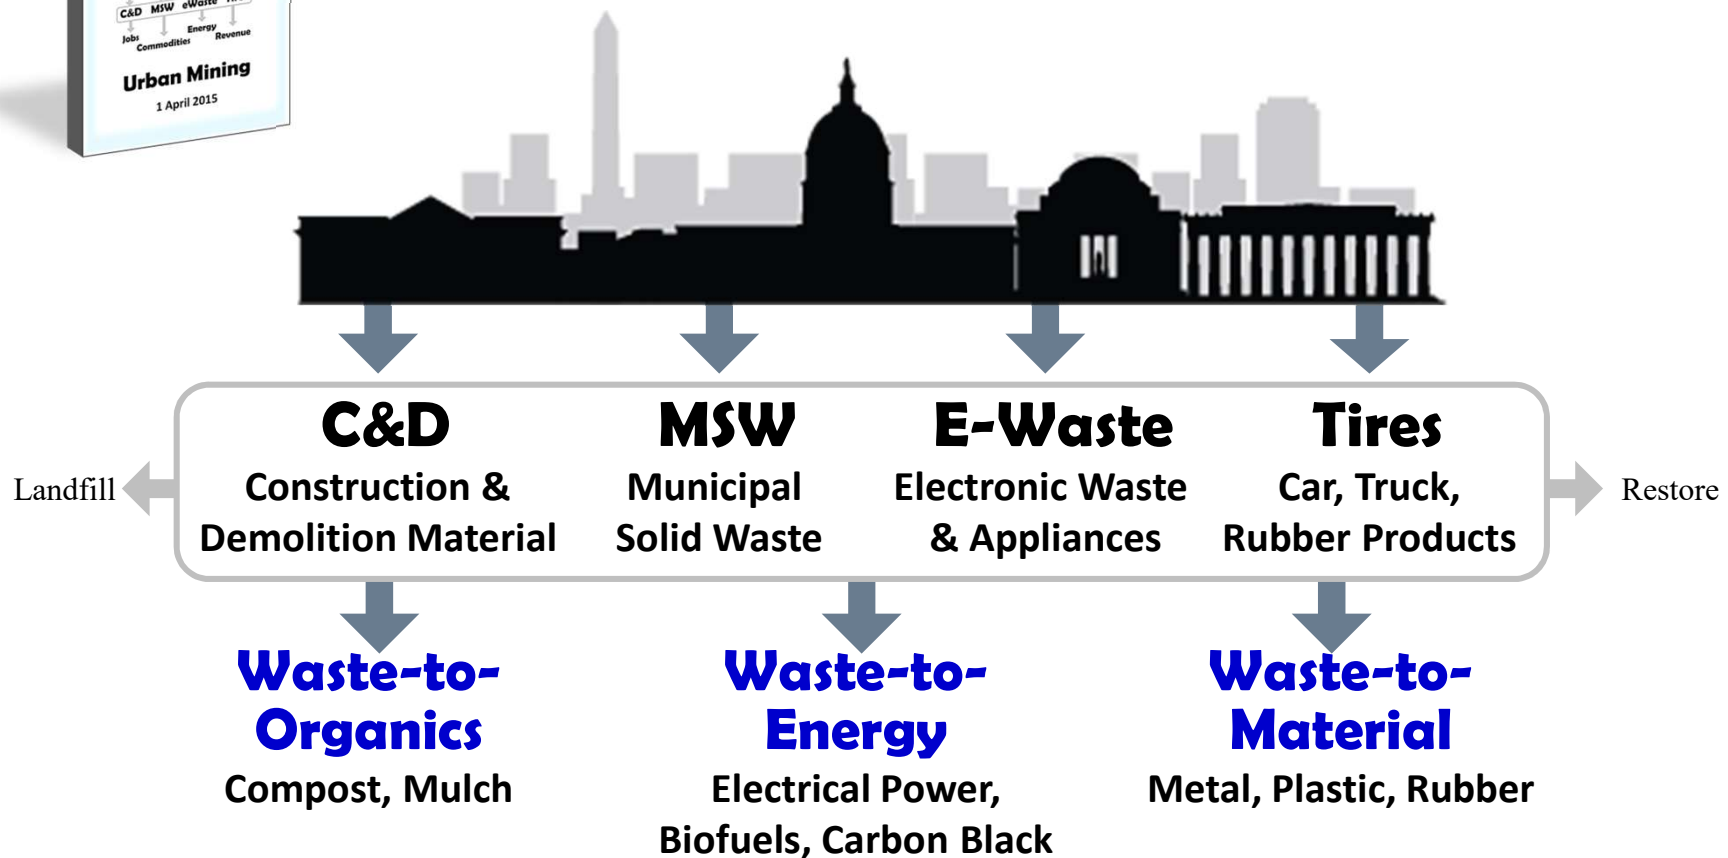 C&D MSW eWaste
Jobs
Commodities
Energy
Revenue
Urban Mining
1 April 2015
C&D
Construction &
Demolition Material
MSW
Municipal
Solid Waste
E-Waste
Electronic Waste
& Appliances
Tires
Car, Truck,
Rubber Products
Landfill
Restore
Waste-to-
Organics
Compost, Mulch
Waste-to-
Energy
Electrical Power,
Biofuels, Carbon Black
Waste-to-
Material
Metal, Plastic, Rubber